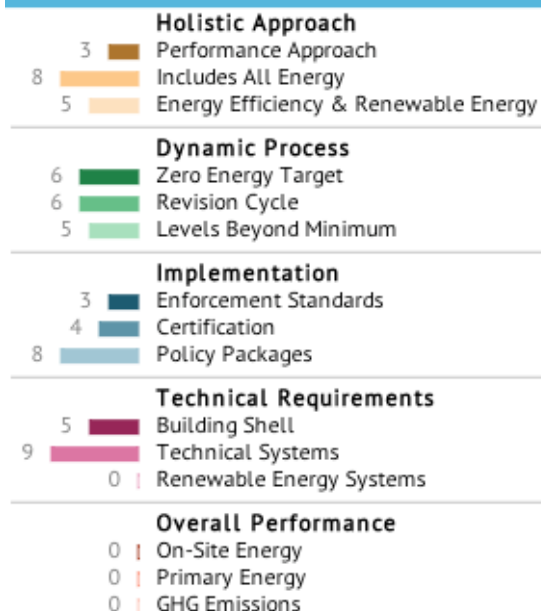 Holistic Approach
3 Performance Approach
8 Includes All Energy
5 Energy Efficiency & Renewable Energy
Dynamic Process
6 Zero Energy Target
6 Revision Cycle
5 Levels Beyond Minimum
Implementation
3 Enforcement Standards
4 Certification
8 Policy Packages
Technical Requirements
5 Building Shell
9 Technical Systems
0 Renewable Energy Systems
Overall Performance
0 On-Site Energy
0 Primary Energy
0 GHG Emissions